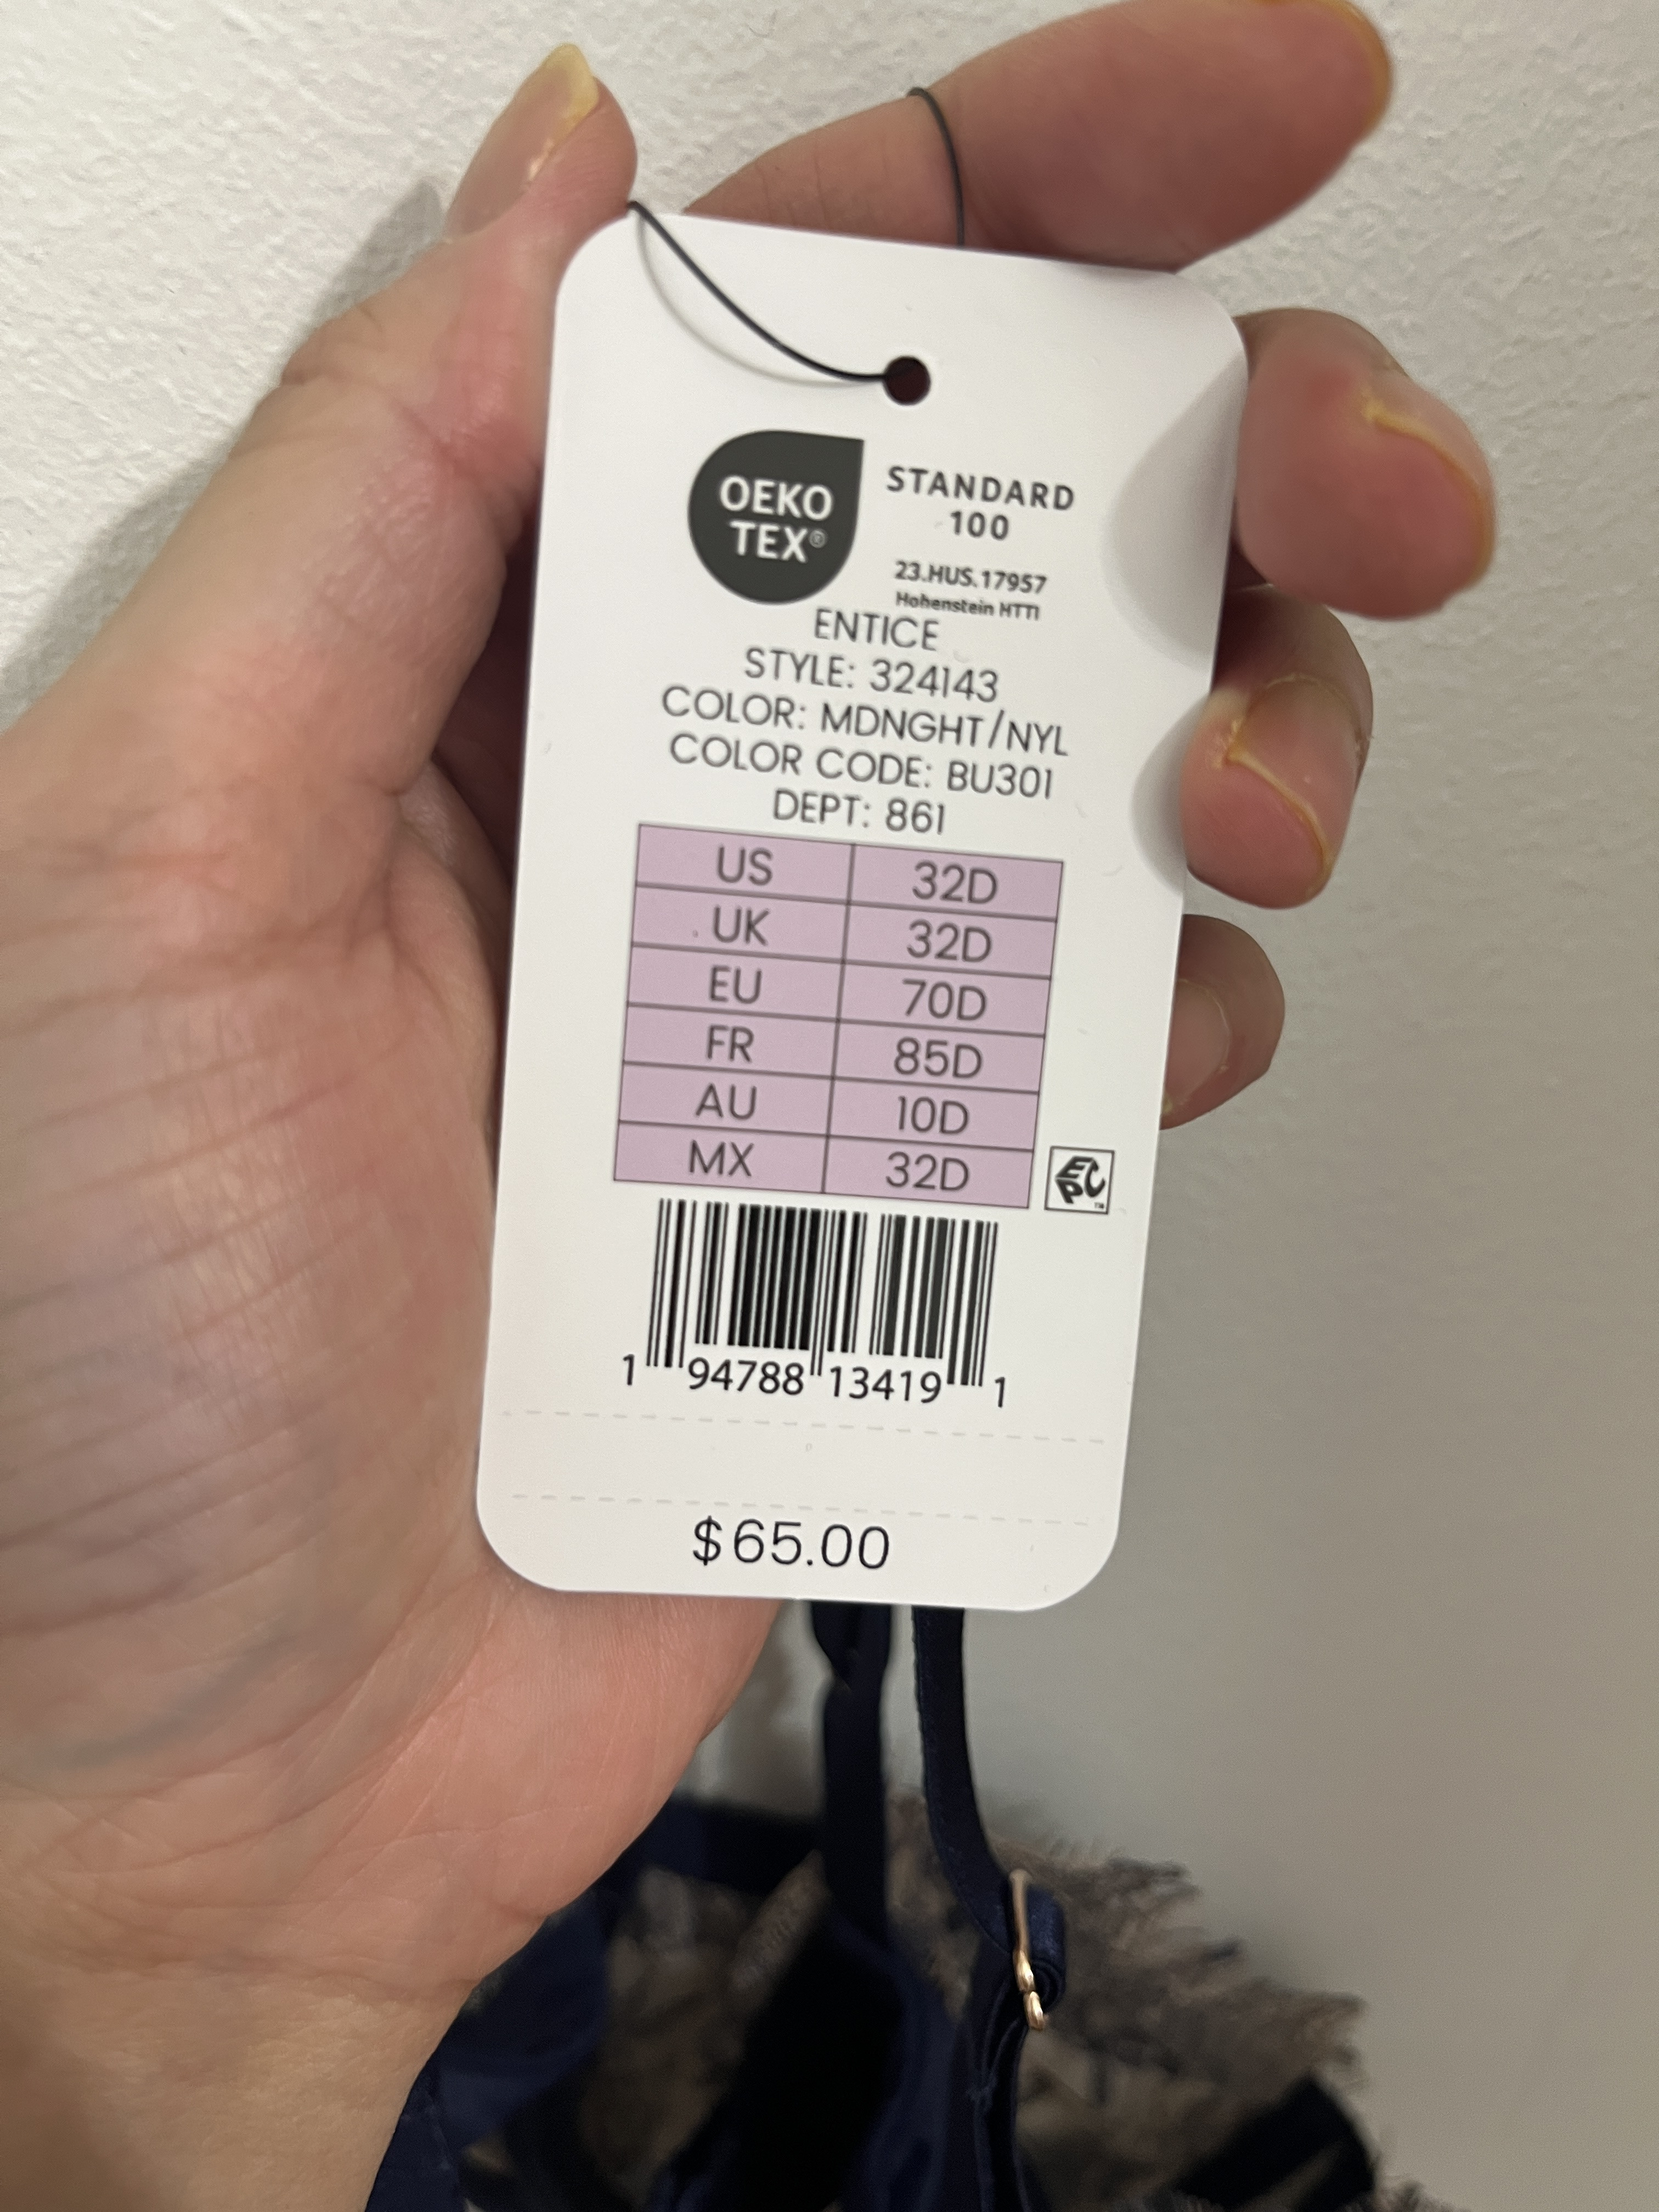 OEKO
TEX®
STANDARD
100
23.HUS.17957
Hohenstein HTTI
ENTICE
STYLE: 324143
COLOR: MDNGHT/NYL
COLOR CODE: BU301
DEPT: 861
US 32D
UK 32D
EU 70D
FR 85D
AU 10D
MX 32D
EPC™
1 94788 13419 1
$65.00